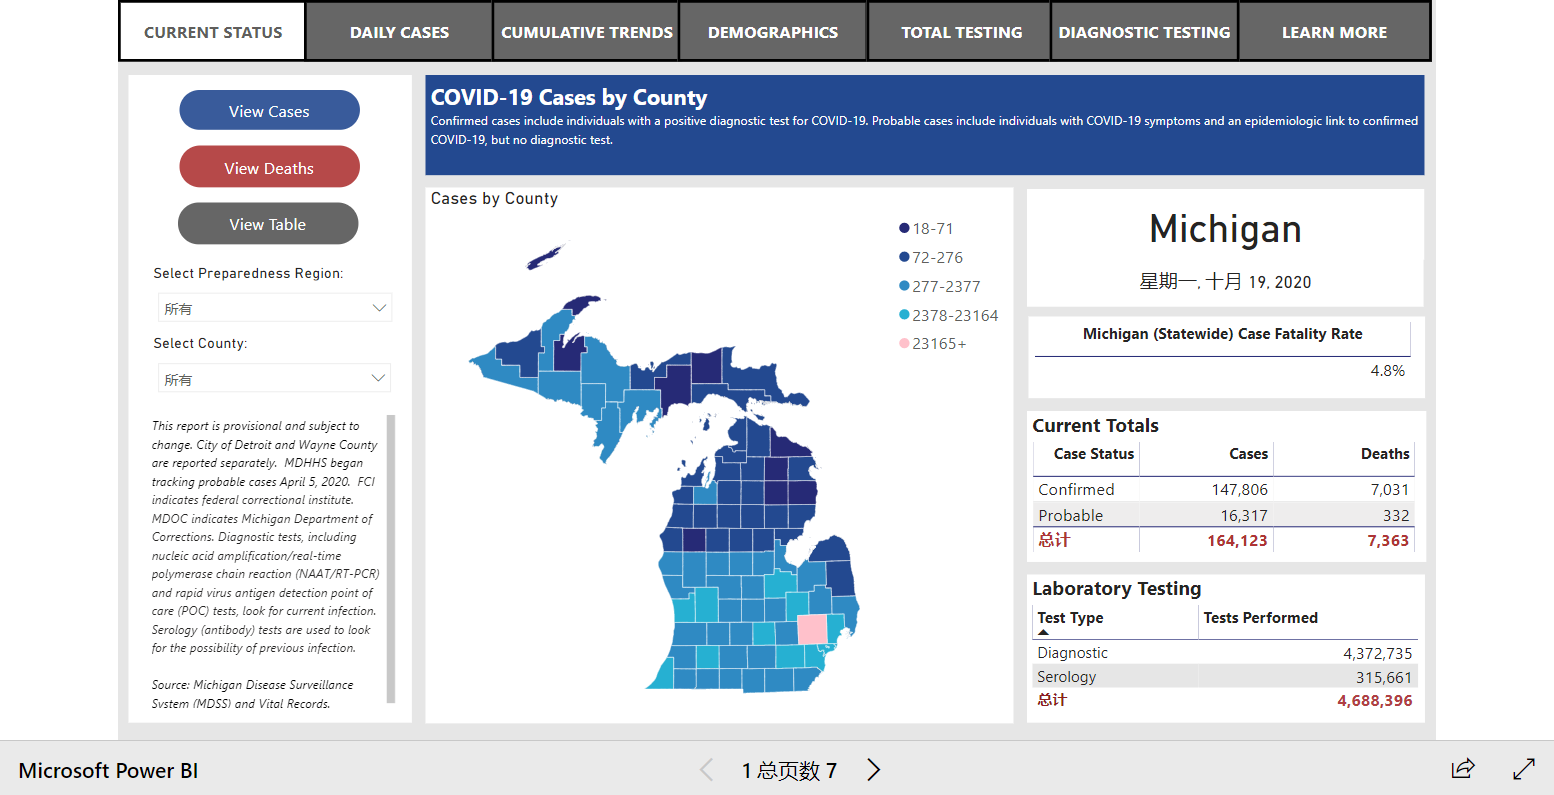 CURRENT STATUS
DAILY CASES
CUMULATIVE TRENDS
DEMOGRAPHICS
TOTAL TESTING
DIAGNOSTIC TESTING
LEARN MORE
View Cases
View Deaths
View Table
Select Preparedness Region:
所有
Select County:
所有
This report is provisional and subject to
change. City of Detroit and Wayne County
are reported separately. MDHHS began
tracking probable cases April 5, 2020. FCI
indicates federal correctional institute.
MDOC indicates Michigan Department of
Corrections. Diagnostic tests, including
nucleic acid amplification/real-time
polymerase chain reaction (NAAT/RT-PCR)
and rapid virus antigen detection point of
care (POC) tests, look for current infection.
Serology (antibody) tests are used to look
for the possibility of previous infection.
Source: Michigan Disease Surveillance
System (MDSS) and Vital Records.
COVID-19 Cases by County
Confirmed cases include individuals with a positive diagnostic test for COVID-19. Probable cases include individuals with COVID-19 symptoms and an epidemiologic link to confirmed
COVID-19, but no diagnostic test.
Cases by County
18-71
72-276
277-2377
2378-23164
23165+
Michigan
星期一, 十月 19, 2020
Michigan (Statewide) Case Fatality Rate
4.8%
Current Totals
Case Status Cases Deaths
Confirmed 147,806 7,031
Probable 16,317 332
总计 164,123 7,363
Laboratory Testing
Test Type Tests Performed
Diagnostic 4,372,735
Serology 315,661
总计 4,688,396
Microsoft Power BI
1 总页数 7